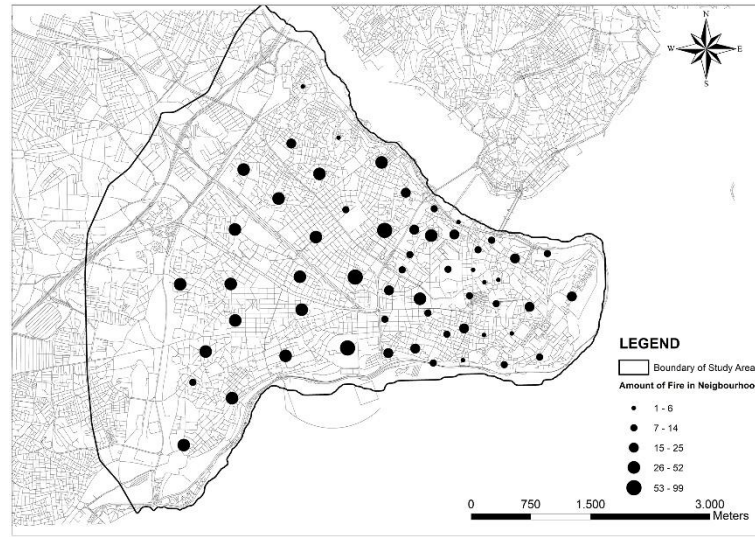 N
W E
S
LEGEND
Boundary of Study Area
Amount of Fire in Neigbourhoo
1 - 6
7 - 14
15 - 25
26 - 52
53 - 99
0 750 1.500 3.000
Meters